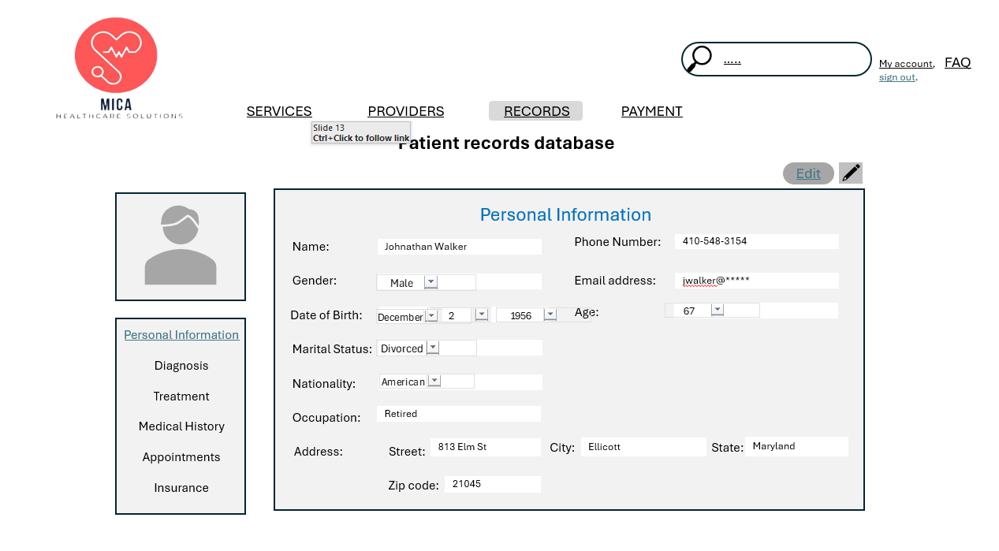 .....
My account,
sign out.
FAQ
MICA
HEALTHCARE SOLUTIONS
SERVICES
PROVIDERS
RECORDS
PAYMENT
Slide 13
Ctrl+Click to follow link
Patient records database
Edit
Personal Information
Name: Johnathan Walker
Phone Number: 410-548-3154
Gender: Male
Email address: jwalker@*****
Date of Birth: December 2 1956
Age: 67
Marital Status: Divorced
Nationality: American
Occupation: Retired
Address: Street: 813 Elm St City: Ellicott State: Maryland
Zip code: 21045
Personal Information
Diagnosis
Treatment
Medical History
Appointments
Insurance